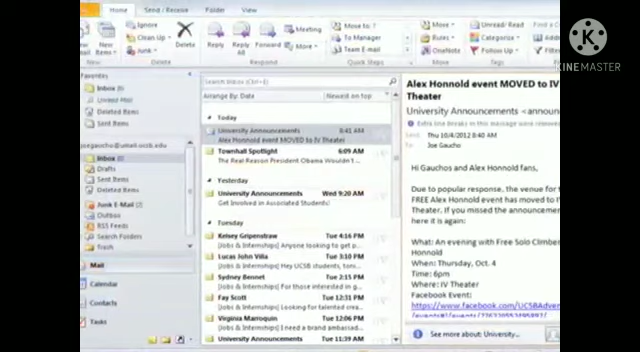 Home Send / Receive Folder View
Ignore
Clean Up
Junk
Delete
Reply
Reply All
Forward
Meeting
More
Respond
Move to: ?
To Manager
Team E-mail
Quick Steps
Move
Rules
OneNote
Move
Unread/ Read
Categorize
Follow Up
Tags
Find a C
Addre
Filter
KINEMASTER
New Items
Favorites
Inbox
Unread Mail
Deleted Items
Sent Items
joegaucho@umail.ucsb.edu
Inbox
Drafts
Sent Items
Deleted Items
Junk E-Mail [2]
Outbox
RSS Feeds
Search Folders
Trash
Mail
Calendar
Contacts
Tasks
Search Inbox (Ctrl+E)
Arrange By: Date Newest on top
Today
University Announcements 8:41 AM
Alex Honnold event MOVED to IV Theater
Townhall Spotlight 6:09 AM
The Real Reason President Obama Wouldn't ...
Yesterday
University Announcements Wed 9:20 AM
Get Involved in Associated Students!
Tuesday
Kelsey Gripenstraw Tue 4:16 PM
[Jobs & Internships] Anyone looking to get p...
Lucas John Villa Tue 3:10 PM
[Jobs & Internships] Hey UCSB students, tom...
Sydney Bennet Tue 2:15 PM
[Jobs & Internships] For those interested in g...
Fay Scott Tue 12:31 PM
[Jobs & Internships] Looking for talented crea...
Virginia Marroquin Tue 12:06 PM
[Jobs & Internships] I need a brand ambassad...
University Announcements Tue 11:39 AM
Alex Honnold event MOVED to IV
Theater
University Announcements <announ
Extra line breaks in this message were removed
Sent: Thu 10/4/2012 8:40 AM
To: Joe Gaucho
Hi Gauchos and Alex Honnold fans,
Due to popular response, the venue for t
FREE Alex Honnold event has moved to IV
Theater. If you missed the announcemen
here it is again:
What: An evening with Free Solo Climber
Honnold
When: Thursday, Oct. 4
Time: 6pm
Where: IV Theater
Facebook Event:
https://www.facebook.com/UCSBAdven
See more about: University...